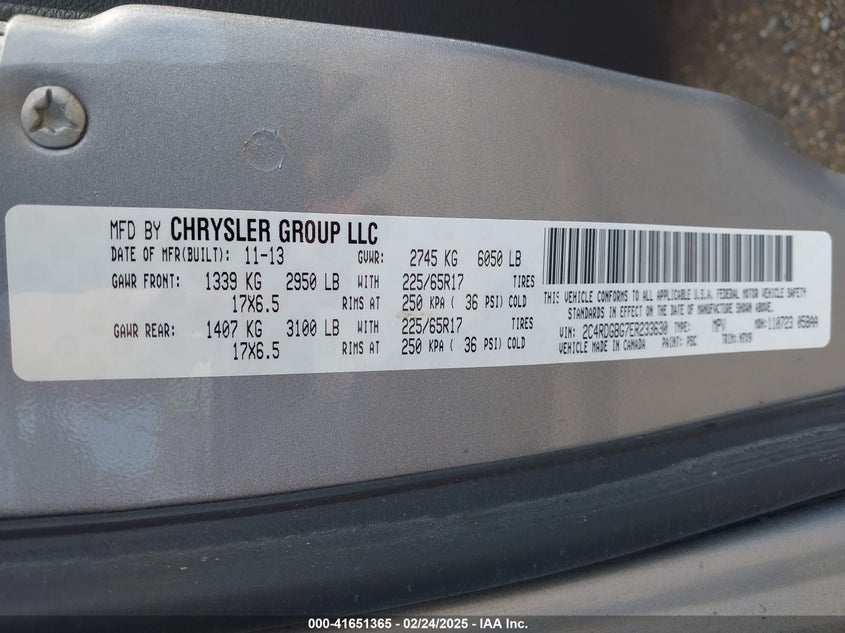 MFD BY CHRYSLER GROUP LLC
DATE OF MFR(BUILT): 11-13 GVWR: 2745 KG 6050 LB
GAWR FRONT: 1339 KG 2950 LB WITH 225/65R17 TIRES
17X6.5 RIMS AT 250 KPA ( 36 PSI) COLD
GAWR REAR: 1407 KG 3100 LB WITH 225/65R17 TIRES
17X6.5 RIMS AT 250 KPA ( 36 PSI) COLD
THIS VEHICLE CONFORMS TO ALL APPLICABLE U.S.A. FEDERAL MOTOR VEHICLE SAFETY
STANDARDS IN EFFECT ON THE DATE OF MANUFACTURE SHOWN ABOVE.
VIN: 2C4RDGBG7ER233630 TYPE: MPV MDH: 110723 058AA
VEHICLE MADE IN CANADA PAINT: PSC TRIM:
000-41651365 / 02/24/2025 - IAA Inc.